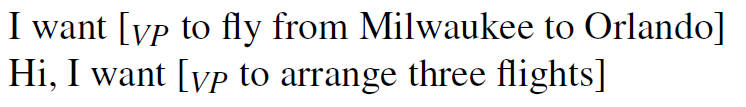 I want [VP to fly from Milwaukee to Orlando]
Hi, I want [VP to arrange three flights]